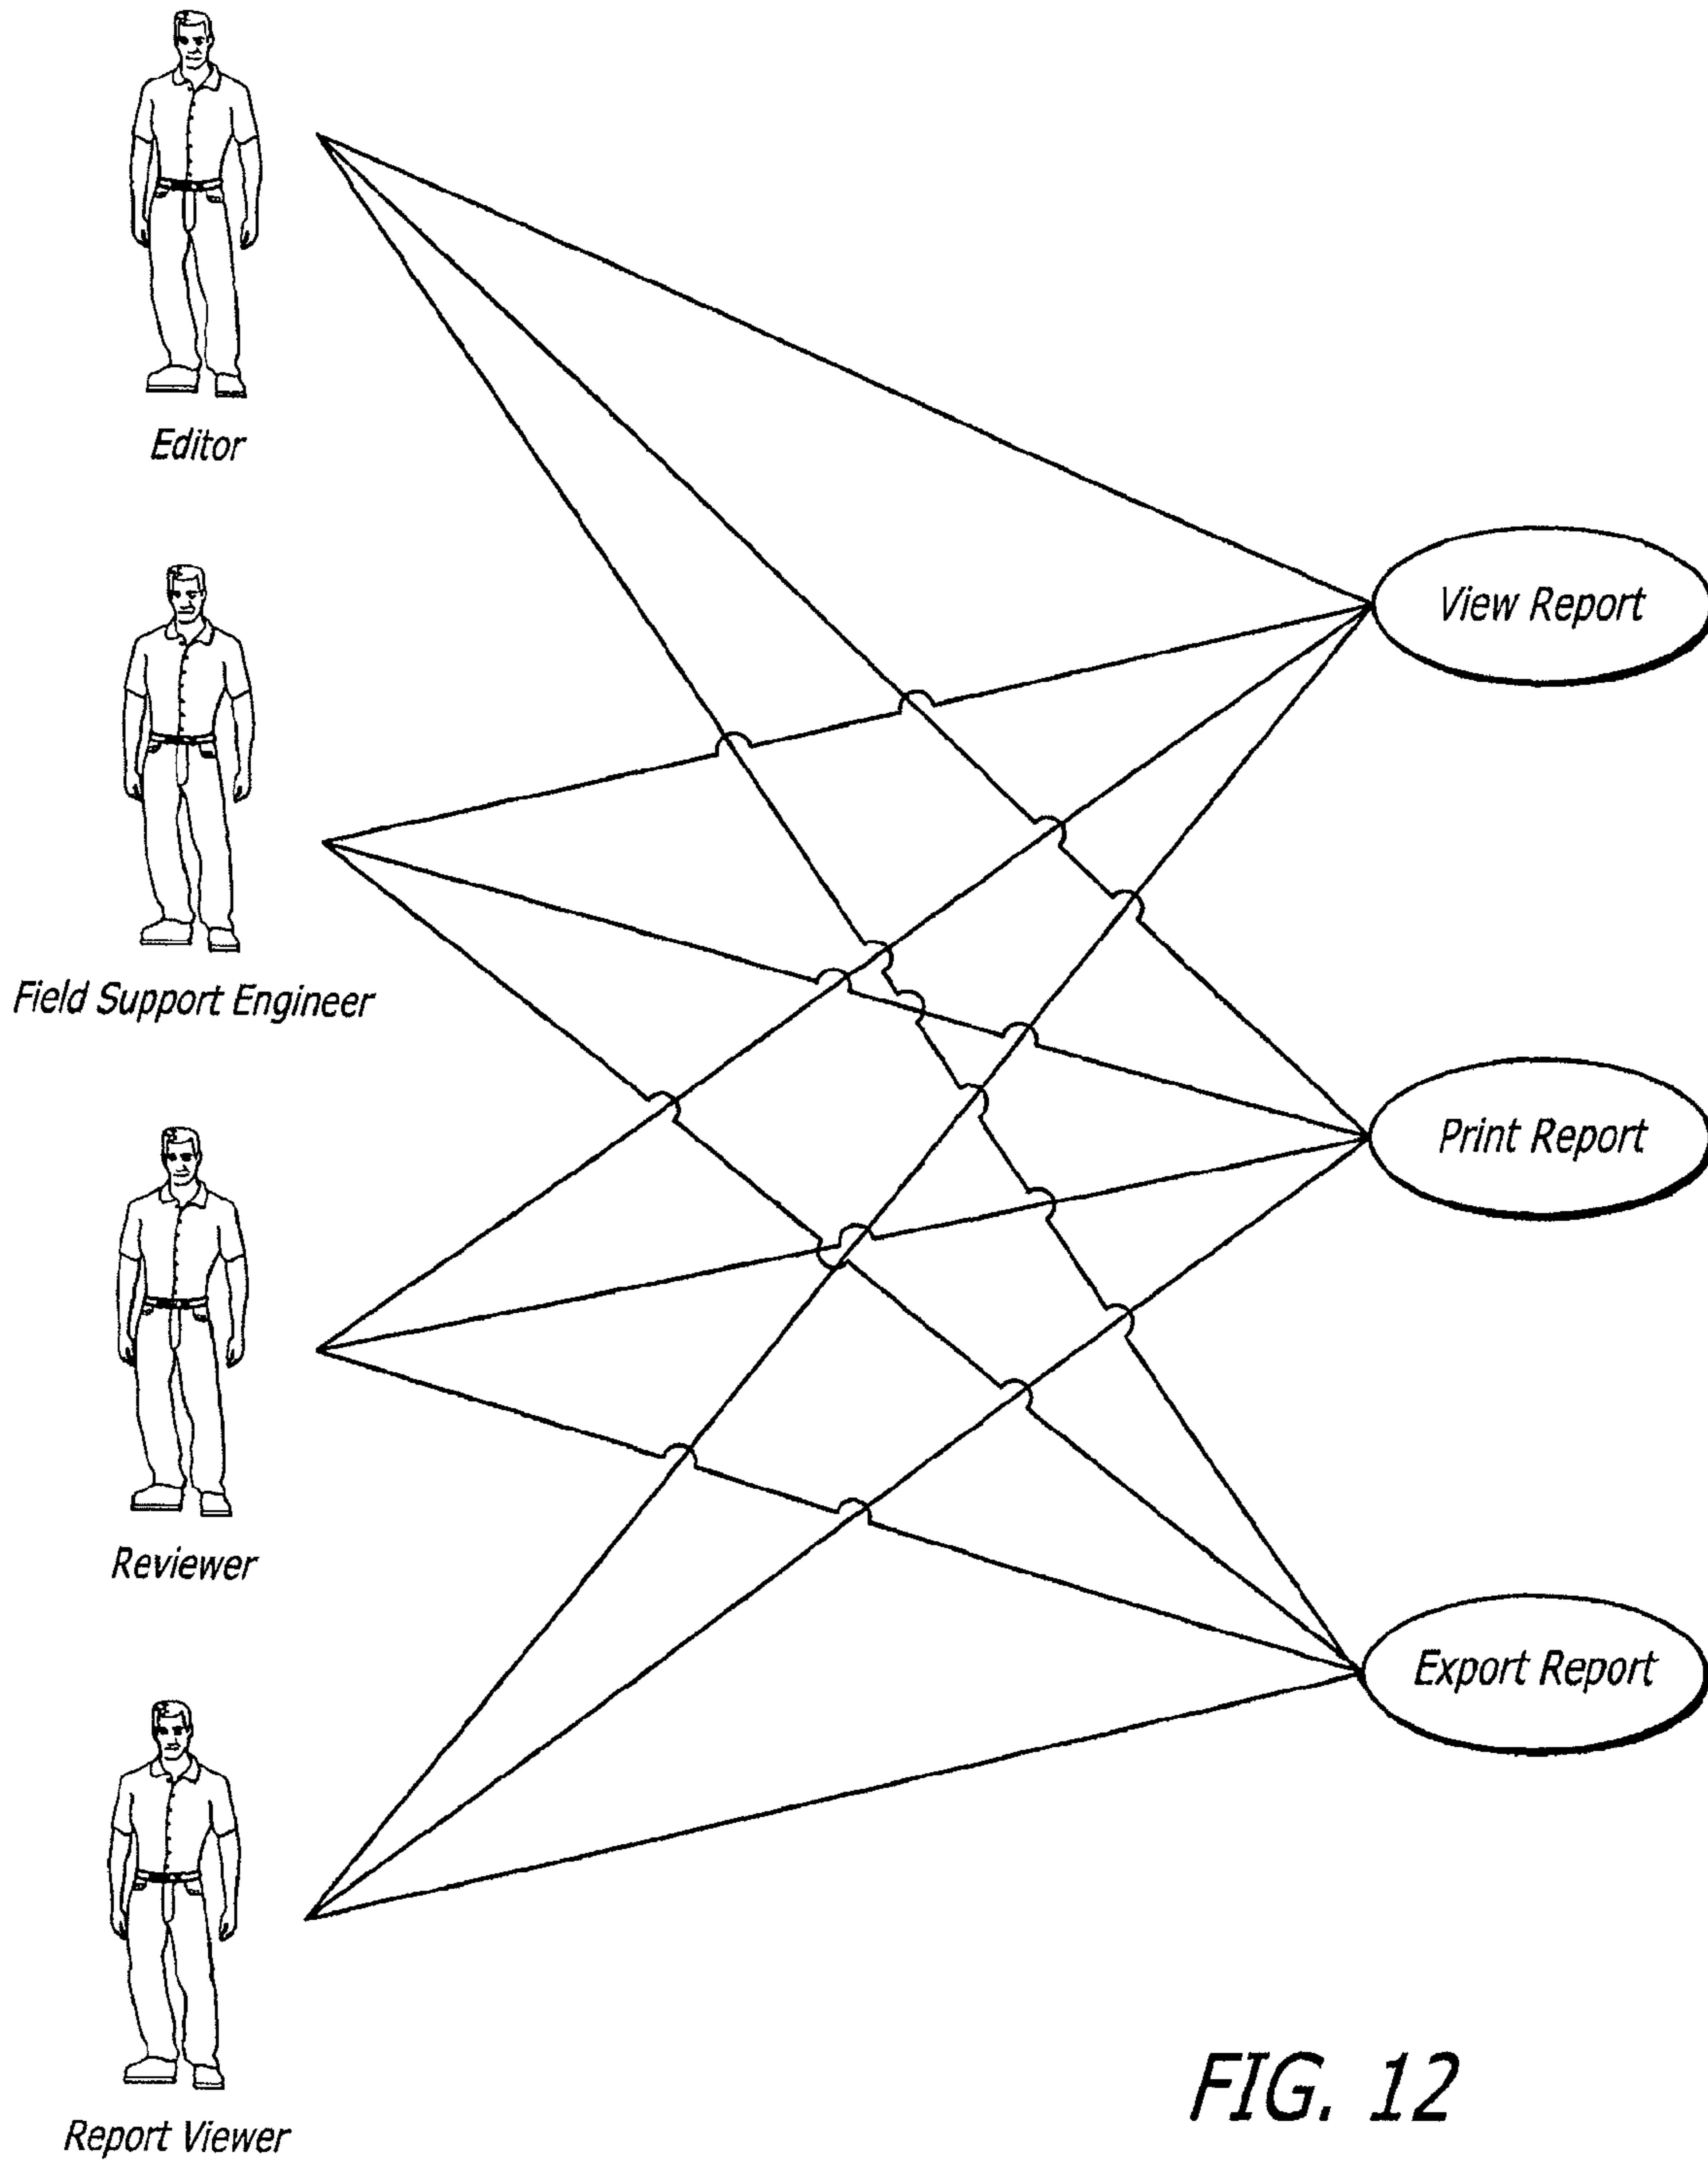 Editor
View Report
Field Support Engineer
Print Report
Reviewer
Export Report
Report Viewer
FIG. 12